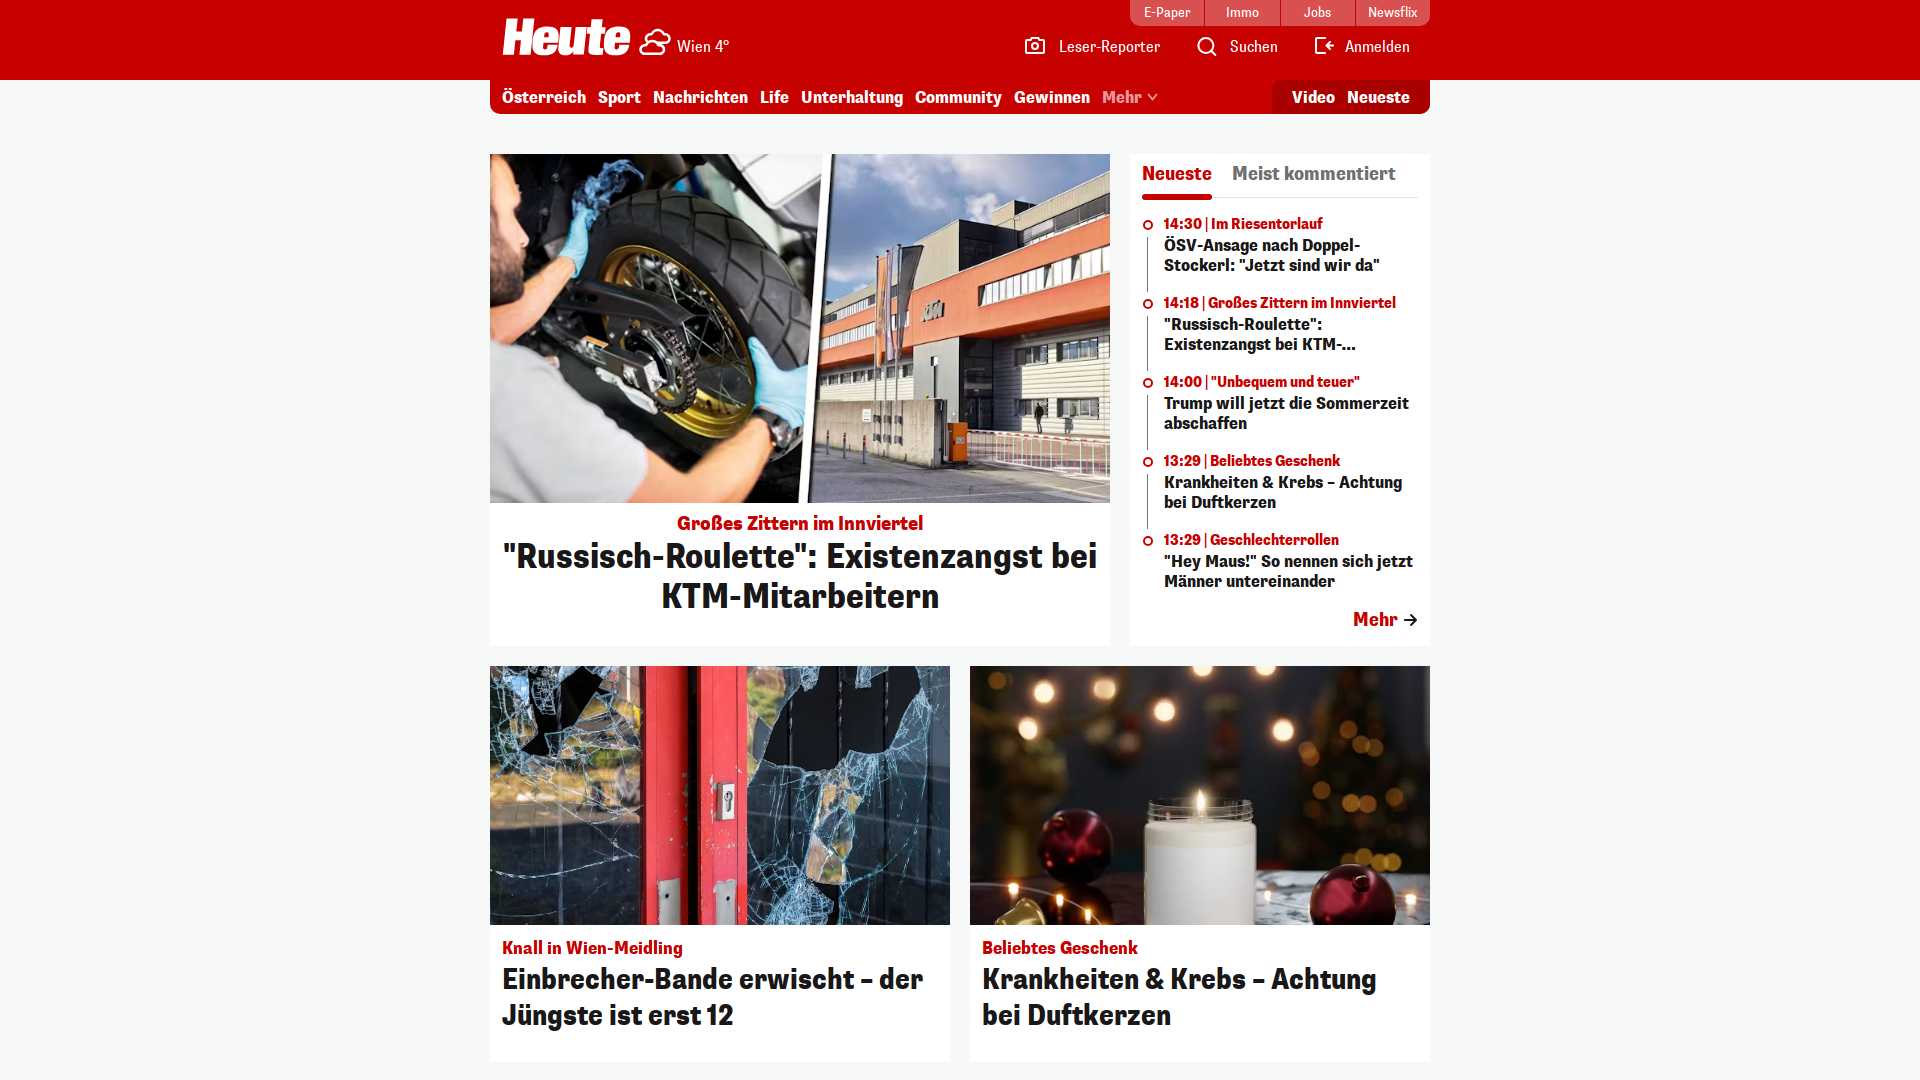 E-Paper
Immo
Jobs
Newsflix
Heute
Wien 4°
Leser-Reporter
Suchen
Anmelden
Österreich
Sport
Nachrichten
Life
Unterhaltung
Community
Gewinnen
Mehr
Video
Neueste
KTM
Großes Zittern im Innviertel
"Russisch-Roulette": Existenzangst bei
KTM-Mitarbeitern
Neueste
Meist kommentiert
14:30 | Im Riesentorlauf
ÖSV-Ansage nach Doppel-
Stockerl: "Jetzt sind wir da"
14:18 | Großes Zittern im Innviertel
"Russisch-Roulette":
Existenzangst bei KTM-...
14:00 | "Unbequem und teuer"
Trump will jetzt die Sommerzeit
abschaffen
13:29 | Beliebtes Geschenk
Krankheiten & Krebs – Achtung
bei Duftkerzen
13:29 | Geschlechterrollen
"Hey Maus!" So nennen sich jetzt
Männer untereinander
Mehr
Knall in Wien-Meidling
Einbrecher-Bande erwischt – der
Jüngste ist erst 12
Beliebtes Geschenk
Krankheiten & Krebs – Achtung
bei Duftkerzen